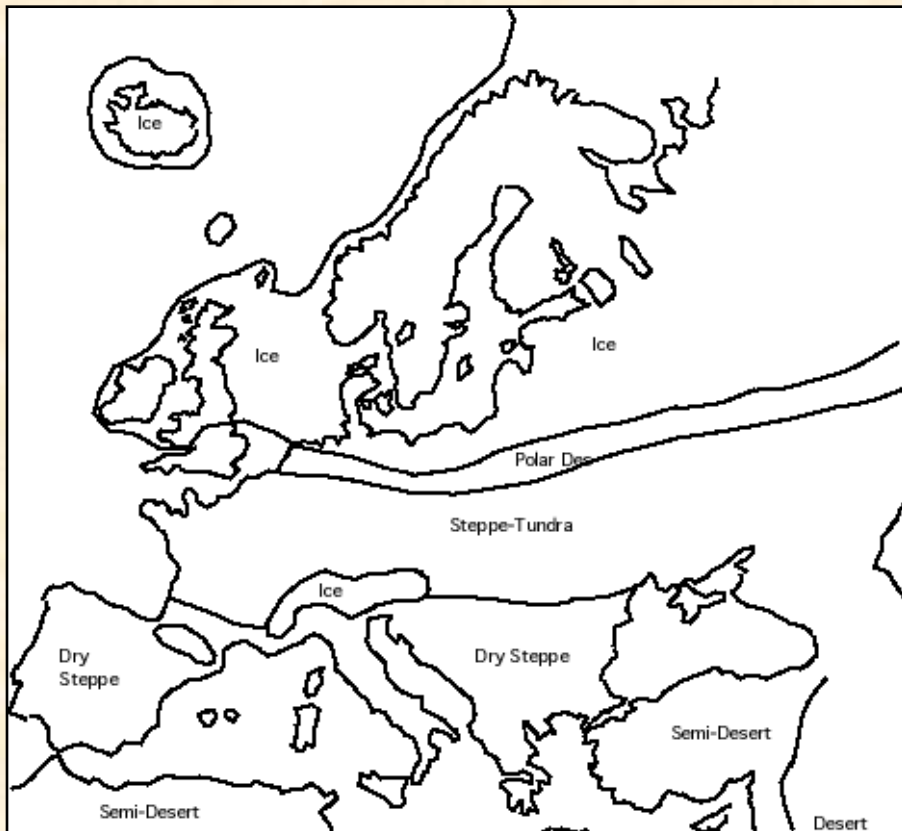 Ice
Ice
Ice
Polar Des
Steppe-Tundra
Ice
Dry
Steppe
Dry Steppe
Semi-Desert
Semi-Desert
Desert